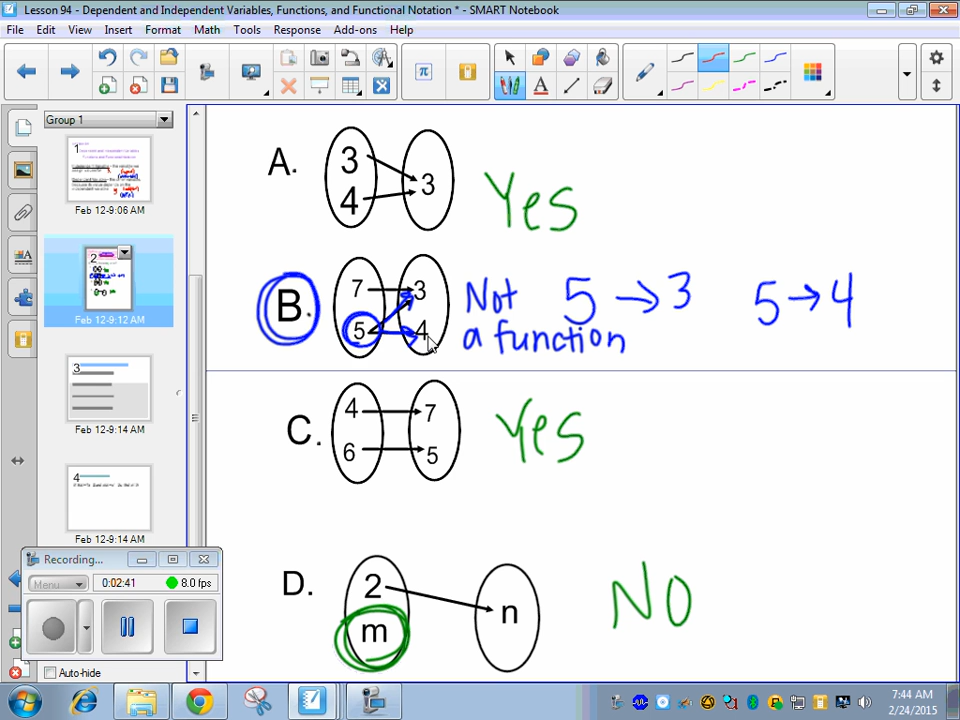 Lesson 94 - Dependent and Independent Variables, Functions, and Functional Notation * - SMART Notebook
File Edit View Insert Format Math Tools Response Add-ons Help
Group 1
1
Feb 12-9:06 AM
2
Feb 12-9:12 AM
3
Feb 12-9:14 AM
4
Feb 12-9:14 AM
A. 3 4 3 Yes
B. 7 5 3 4 Not a function 5 → 3 5 → 4
C. 4 6 7 5 Yes
D. 2 m n NO
Recording...
Menu 0:02:41 8.0 fps
Auto-hide
7:44 AM
2/24/2015